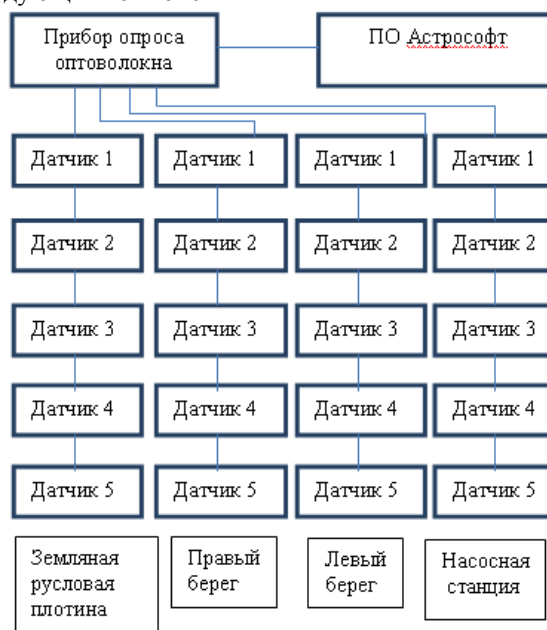 Прибор опроса
оптоволокна
ПО Астрософт
Датчик 1
Датчик 1
Датчик 1
Датчик 1
Датчик 2
Датчик 2
Датчик 2
Датчик 2
Датчик 3
Датчик 3
Датчик 3
Датчик 3
Датчик 4
Датчик 4
Датчик 4
Датчик 4
Датчик 5
Датчик 5
Датчик 5
Датчик 5
Земляная
русловая
плотина
Правый
берег
Левый
берег
Насосная
станция